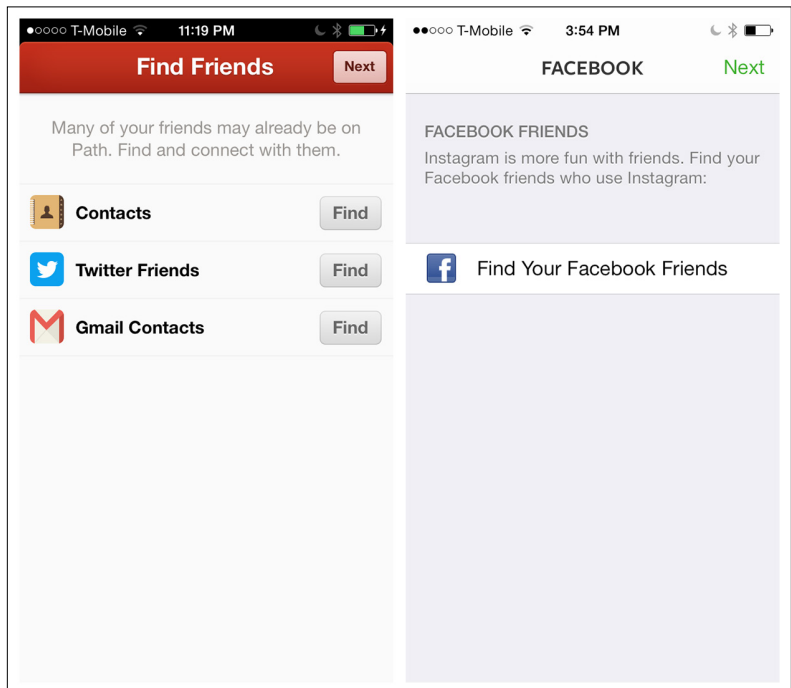 T-Mobile 11:19 PM
Find Friends Next
Many of your friends may already be on
Path. Find and connect with them.
Contacts Find
Twitter Friends Find
Gmail Contacts Find
T-Mobile 3:54 PM
FACEBOOK Next
FACEBOOK FRIENDS
Instagram is more fun with friends. Find your
Facebook friends who use Instagram:
f Find Your Facebook Friends